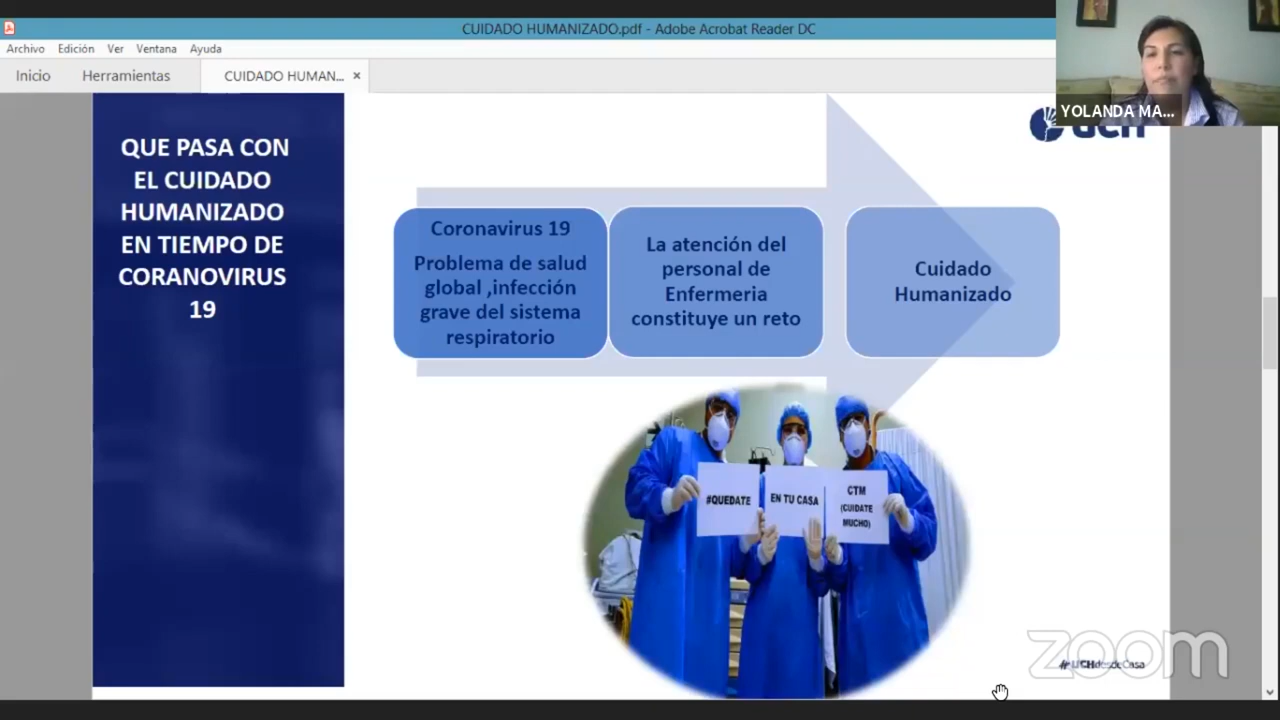 CUIDADO HUMANIZADO.pdf - Adobe Acrobat Reader DC
Archivo Edición Ver Ventana Ayuda
Inicio Herramientas CUIDADO HUMAN... ×
YOLANDA MA...
QUE PASA CON
EL CUIDADO
HUMANIZADO
EN TIEMPO DE
CORANOVIRUS
19
Coronavirus 19
Problema de salud
global ,infección
grave del sistema
respiratorio
La atención del
personal de
Enfermeria
constituye un reto
Cuidado
Humanizado
#QUEDATE
EN TU CASA
CTM
(CUIDATE
MUCHO)
zoom
#UCHdesdeCasa